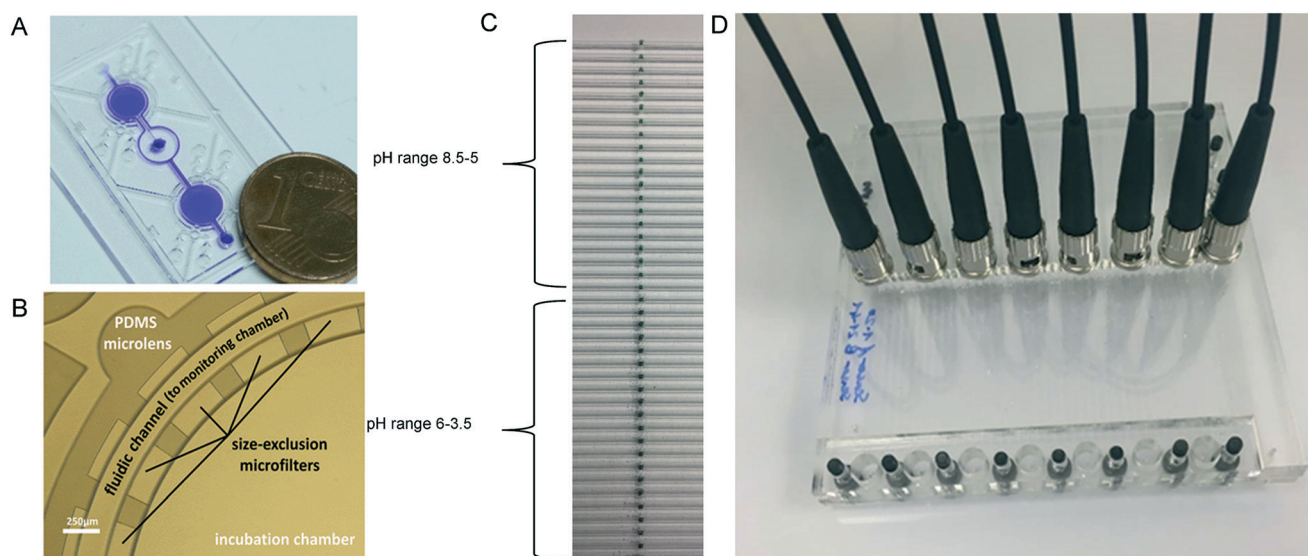 A
1
B
PDMS
microlens
fluidic channel (to monitoring chamber)
size-exclusion
microfilters
250μm
incubation chamber
C
pH range 8.5-5
pH range 6-3.5
D